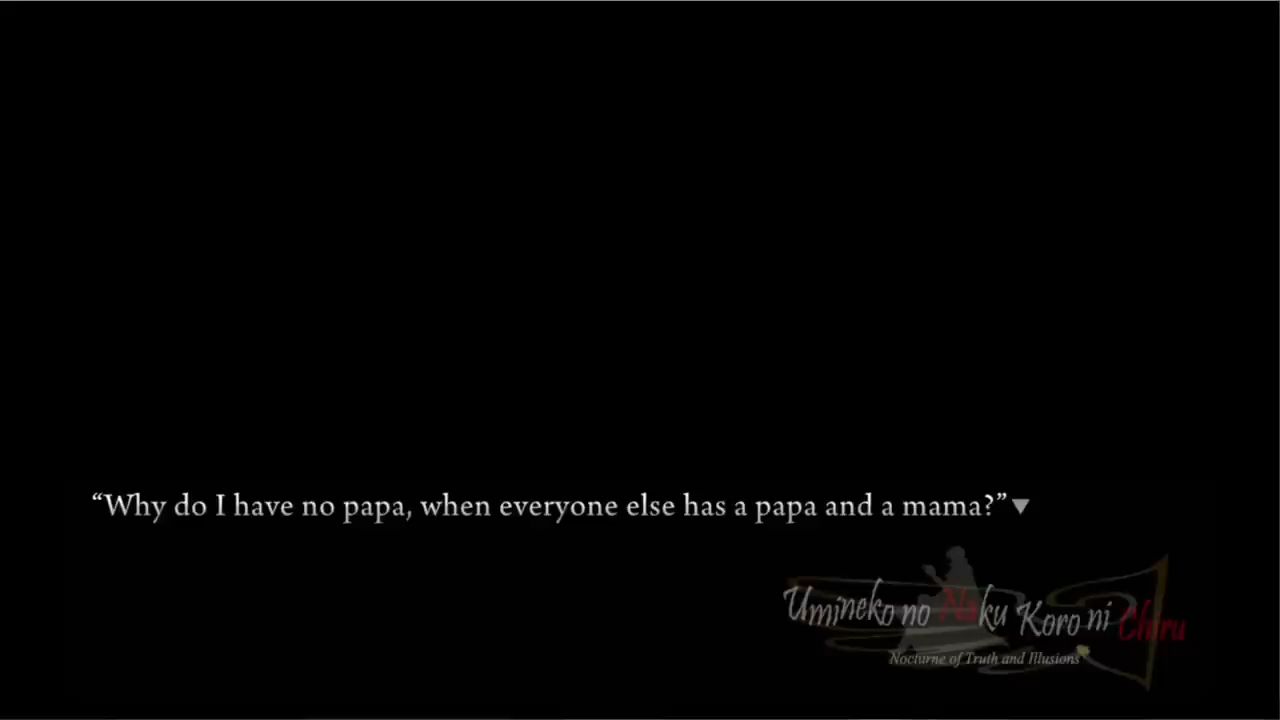 “Why do I have no papa, when everyone else has a papa and a mama?”
Umineko no Naku Koro ni Chiru
Nocturne of Truth and Illusions